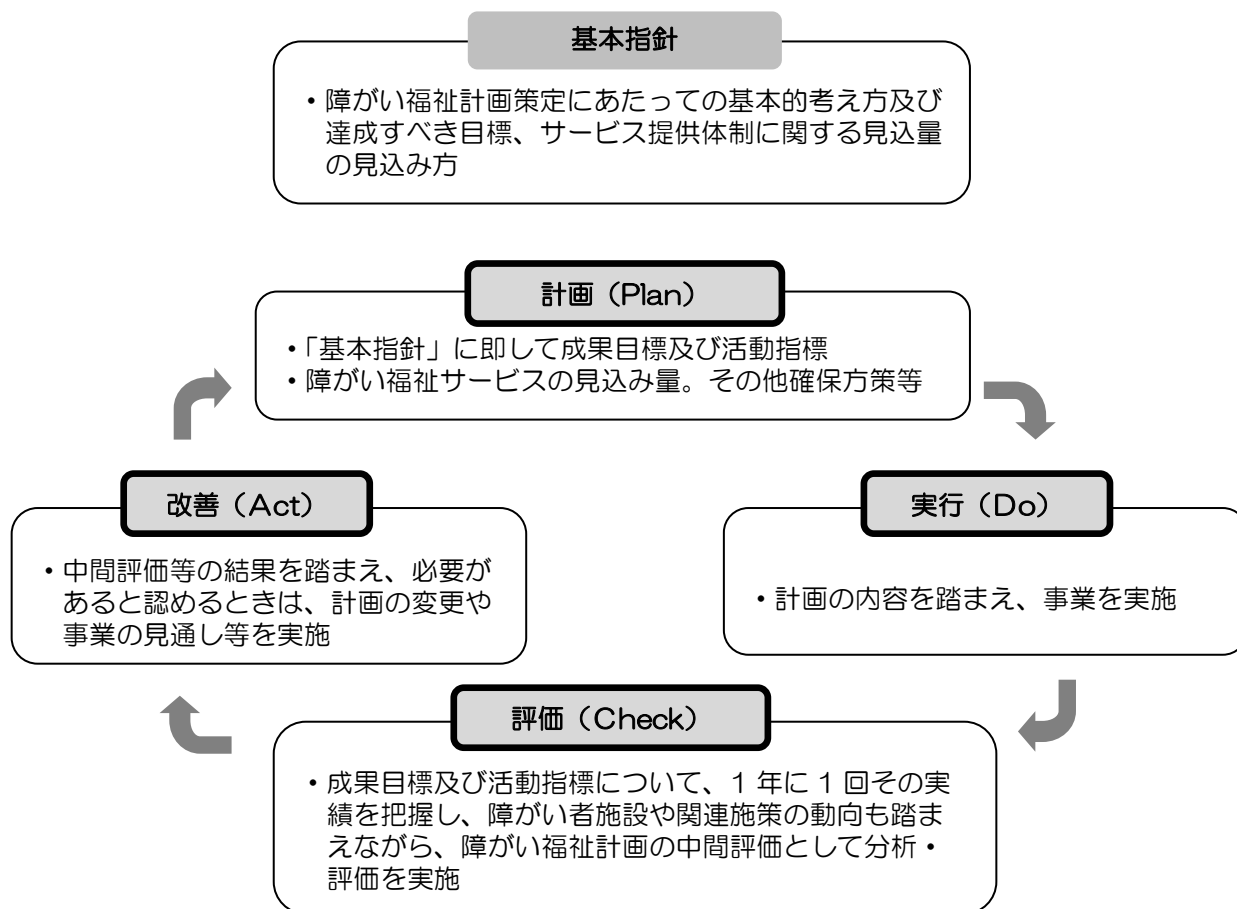 基本指針
・障がい福祉計画策定にあたっての基本的考え方及び
達成すべき目標、サービス提供体制に関する見込量
の見込み方
計画（Plan）
・「基本指針」に即して成果目標及び活動指標
・障がい福祉サービスの見込み量。その他確保方策等
改善（Act）
・中間評価等の結果を踏まえ、必要が
あると認めるときは、計画の変更や
事業の見通し等を実施
実行（Do）
・計画の内容を踏まえ、事業を実施
評価（Check）
・成果目標及び活動指標について、1 年に 1 回その実
績を把握し、障がい者施設や関連施策の動向も踏ま
えながら、障がい福祉計画の中間評価として分析・
評価を実施